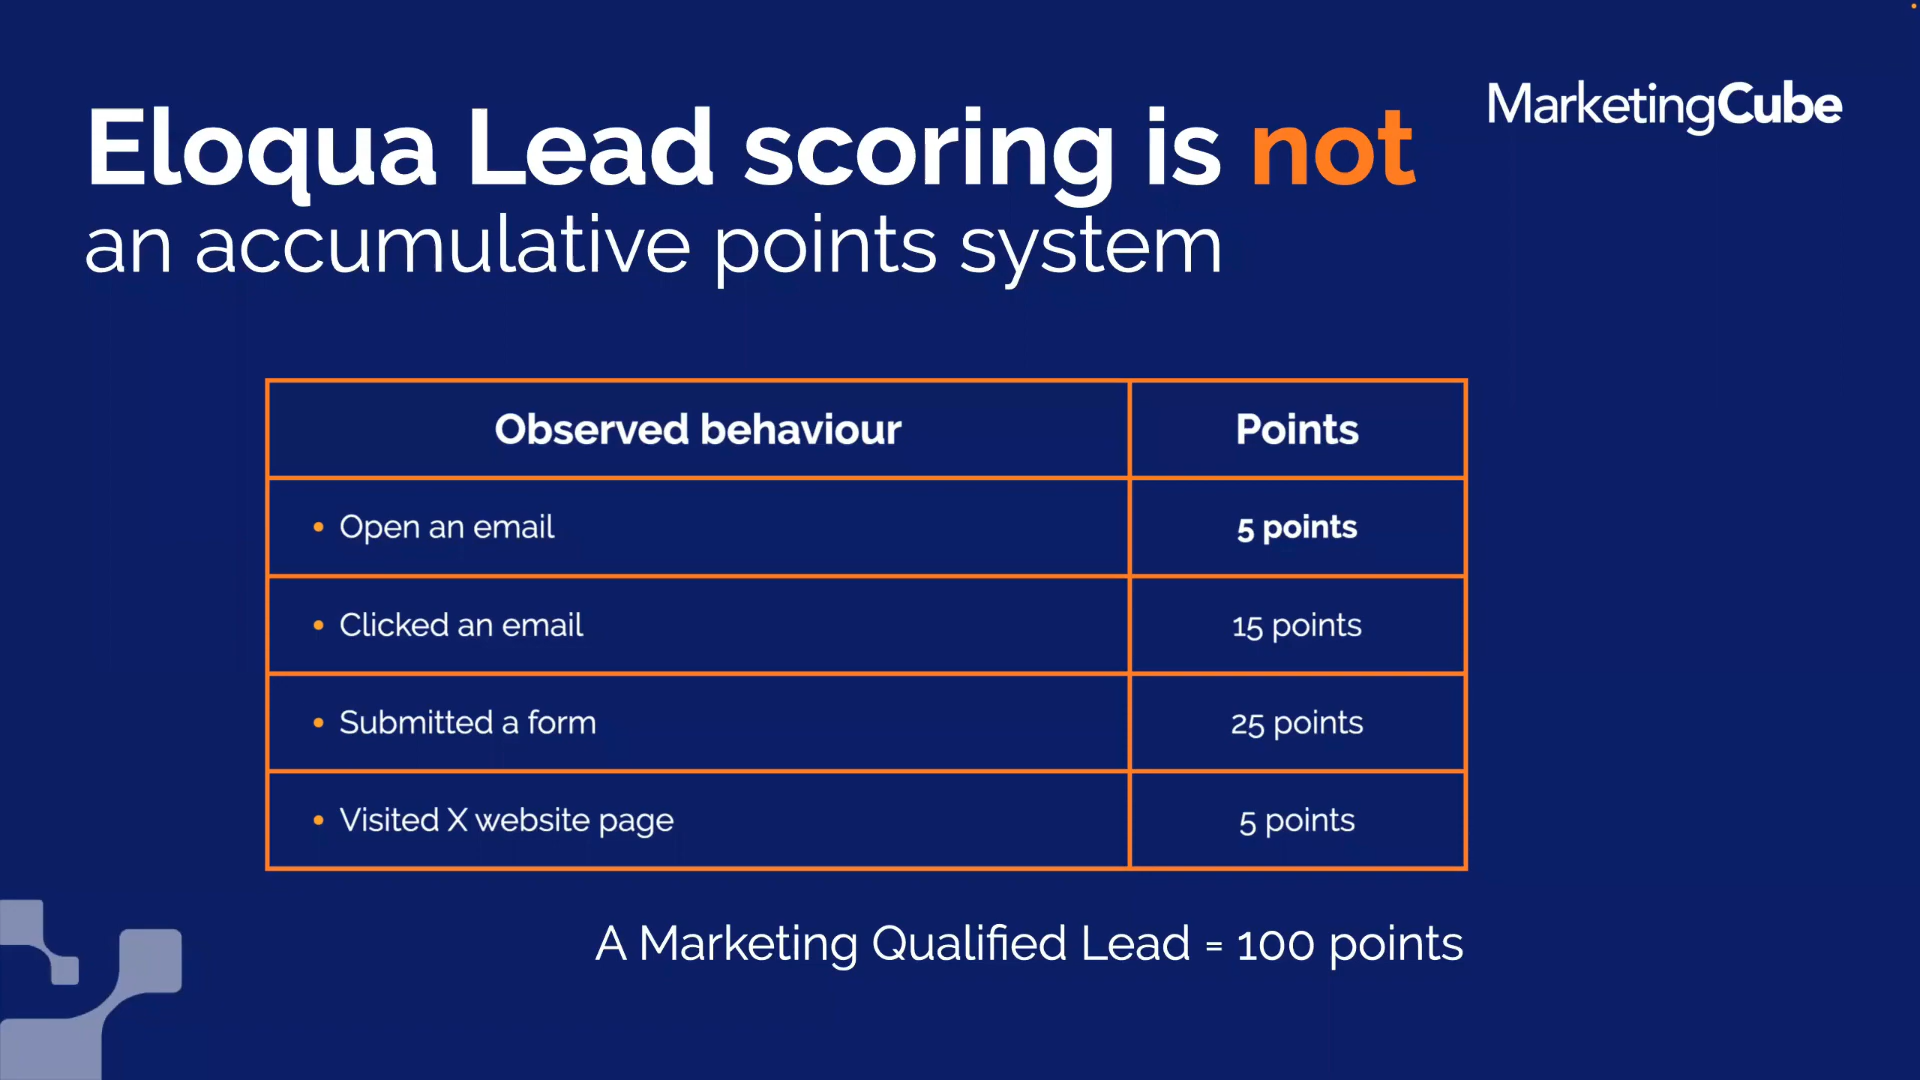 MarketingCube
Eloqua Lead scoring is not
an accumulative points system
Observed behaviour
Points
• Open an email
5 points
• Clicked an email
15 points
• Submitted a form
25 points
• Visited X website page
5 points
A Marketing Qualified Lead = 100 points